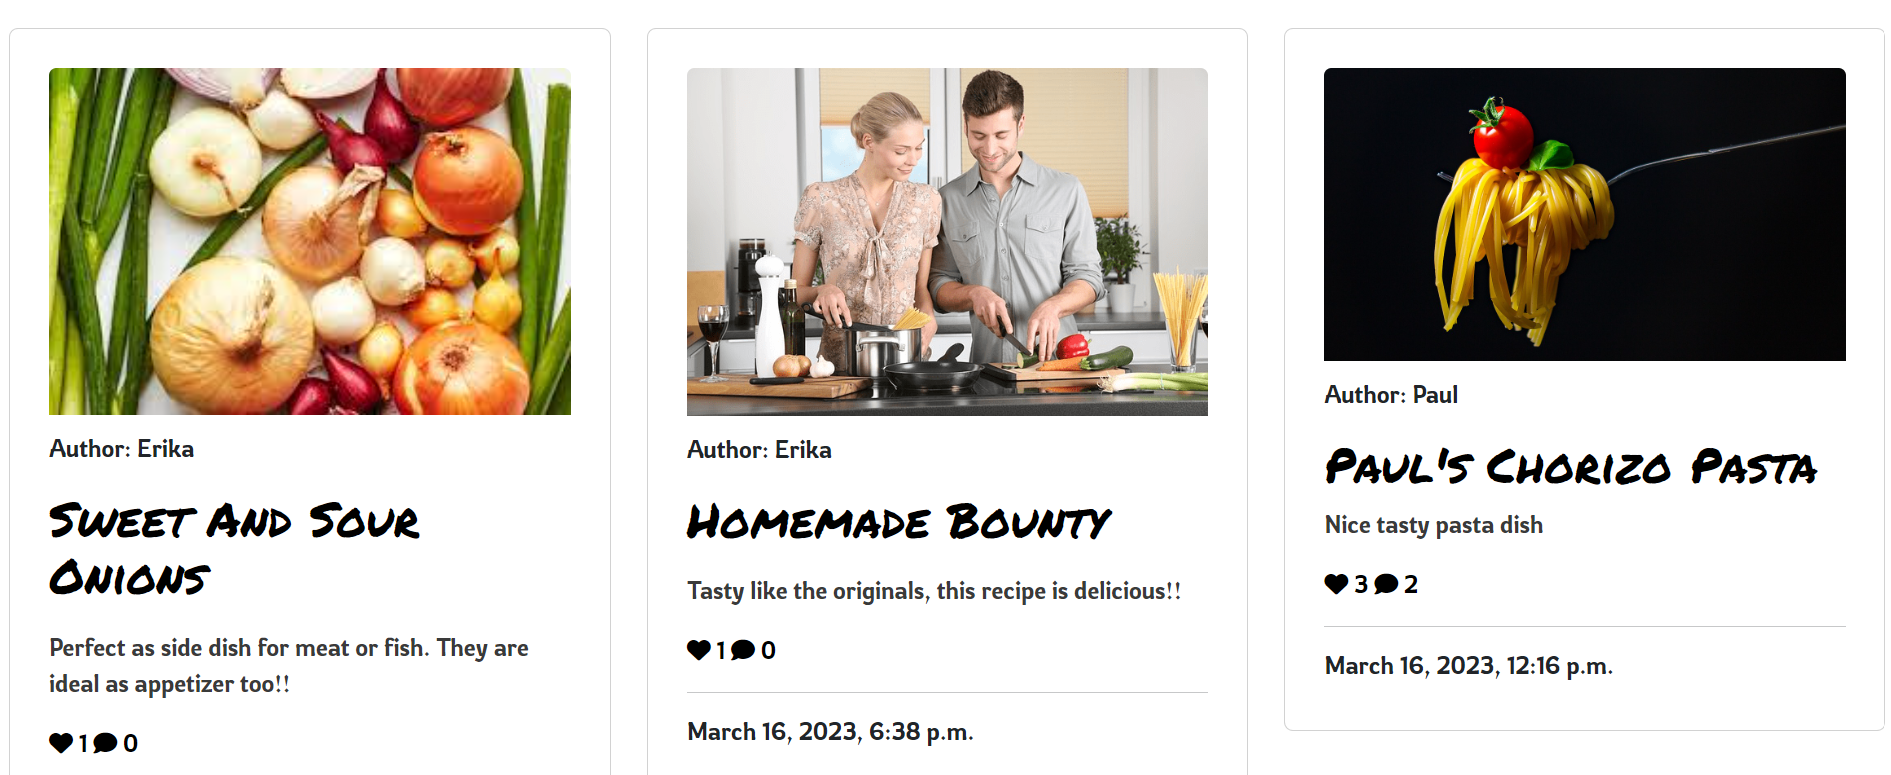 Author: Erika
Sweet And Sour
Onions
Perfect as side dish for meat or fish. They are
ideal as appetizer too!!
1 0
Author: Erika
Homemade Bounty
Tasty like the originals, this recipe is delicious!!
1 0
March 16, 2023, 6:38 p.m.
Author: Paul
Paul's Chorizo Pasta
Nice tasty pasta dish
3 2
March 16, 2023, 12:16 p.m.